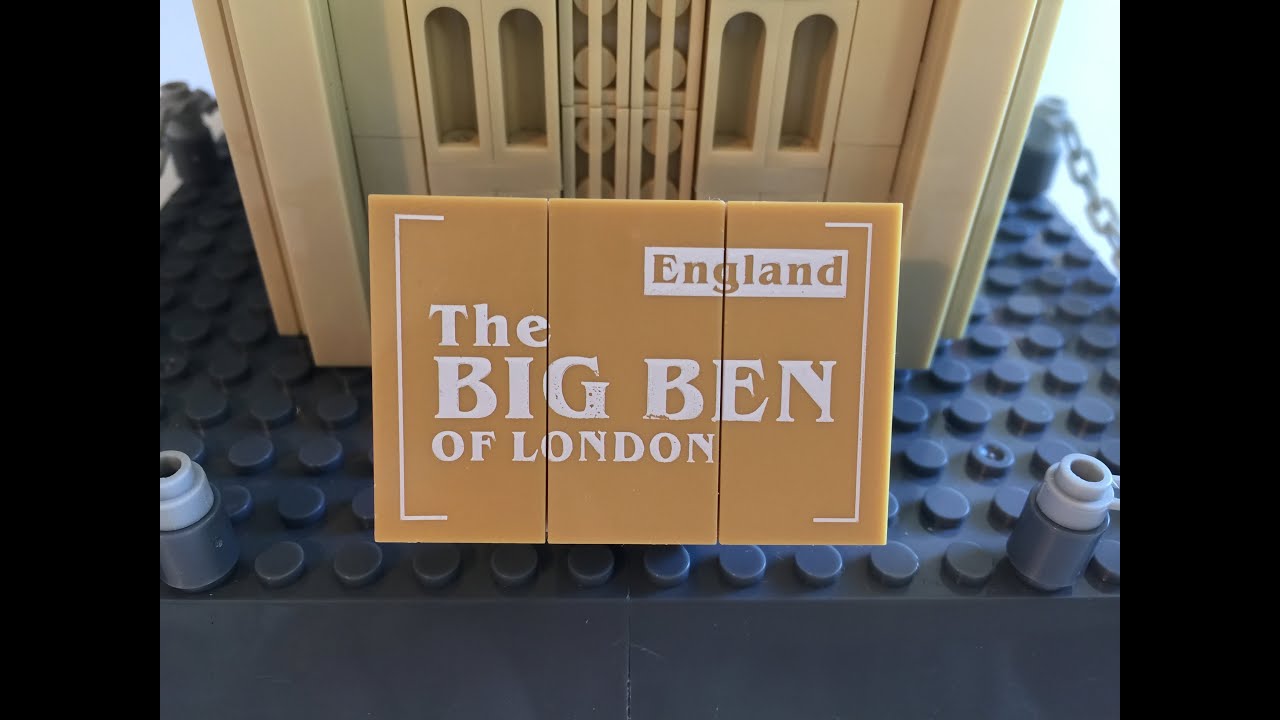 England
The
BIG BEN
OF LONDON